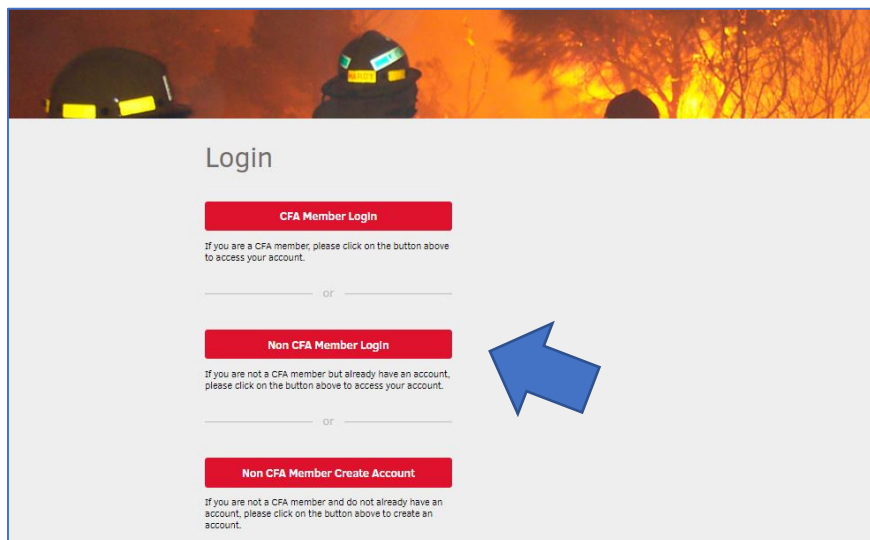 HARDY
Login
CFA Member Login
If you are a CFA member, please click on the button above
to access your account.
or
Non CFA Member Login
If you are not a CFA member but already have an account,
please click on the button above to access your account.
or
Non CFA Member Create Account
If you are not a CFA member and do not already have an
account, please click on the button above to create an
account.